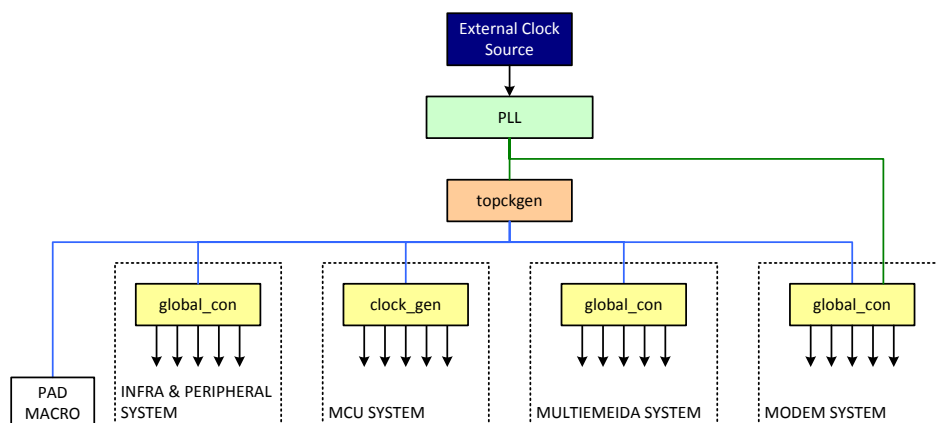 External Clock
Source
PLL
topckgen
global_con
clock_gen
global_con
global_con
PAD
MACRO
INFRA & PERIPHERAL
SYSTEM
MCU SYSTEM
MULTIEMEIDA SYSTEM
MODEM SYSTEM